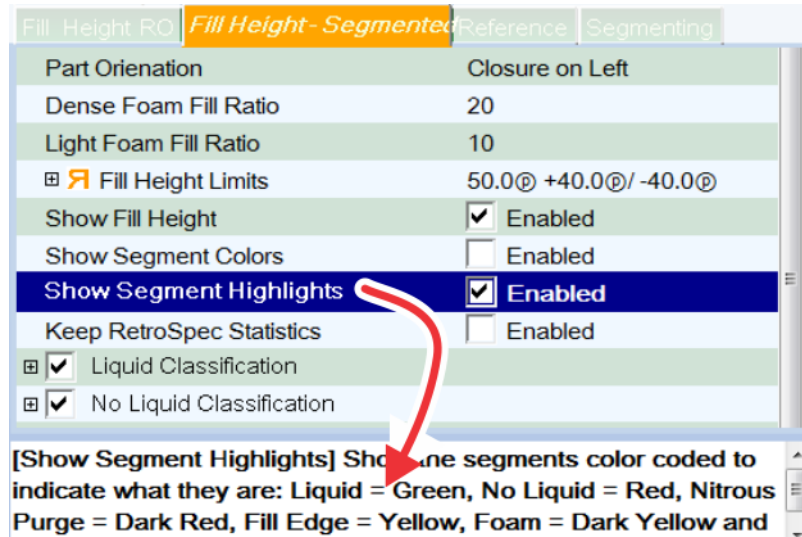 Fill Height RO Fill Height- Segmented Reference Segmenting
Part Orienation Closure on Left
Dense Foam Fill Ratio 20
Light Foam Fill Ratio 10
Fill Height Limits 50.0ⓟ +40.0ⓟ/ -40.0ⓟ
Show Fill Height Enabled
Show Segment Colors Enabled
Show Segment Highlights Enabled
Keep RetroSpec Statistics Enabled
Liquid Classification
No Liquid Classification
[Show Segment Highlights] segments color coded to
indicate what they are: Liquid = Green, No Liquid = Red, Nitrous
Purge = Dark Red, Fill Edge = Yellow, Foam = Dark Yellow and